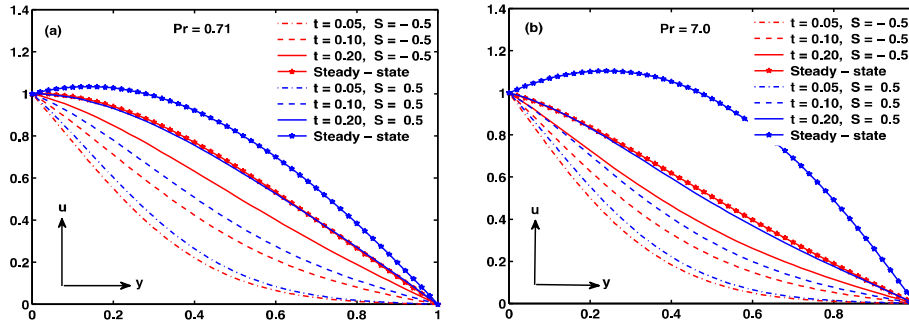 1.4
1.2
1
0.8
0.6
0.4
0.2
0
0
0.2
0.4
0.6
0.8
1
(a)
Pr = 0.71
t = 0.05, S = − 0.5
t = 0.10, S = − 0.5
t = 0.20, S = − 0.5
Steady − state
t = 0.05, S = 0.5
t = 0.10, S = 0.5
t = 0.20, S = 0.5
Steady − state
u
y
1.4
1.2
1
0.8
0.6
0.4
0.2
0
0
0.2
0.4
0.6
0.8
(b)
Pr = 7.0
t = 0.05, S = − 0.5
t = 0.10, S = − 0.5
t = 0.20, S = − 0.5
Steady − state
t = 0.05, S = 0.5
t = 0.10, S = 0.5
t = 0.20, S = 0.5
Steady − state
u
y